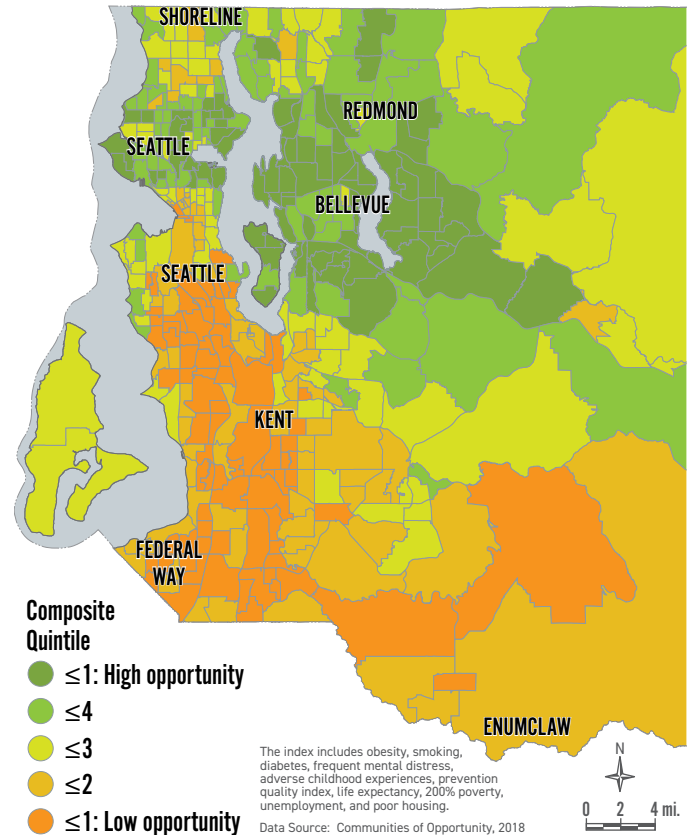 SHORELINE
REDMOND
SEATTLE
BELLEVUE
SEATTLE
KENT
FEDERAL
WAY
ENUMCLAW
Composite
Quintile
≤1: High opportunity
≤4
≤3
≤2
≤1: Low opportunity
The index includes obesity, smoking,
diabetes, frequent mental distress,
adverse childhood experiences, prevention
quality index, life expectancy, 200% poverty,
unemployment, and poor housing.
Data Source: Communities of Opportunity, 2018
N
0 2 4 mi.